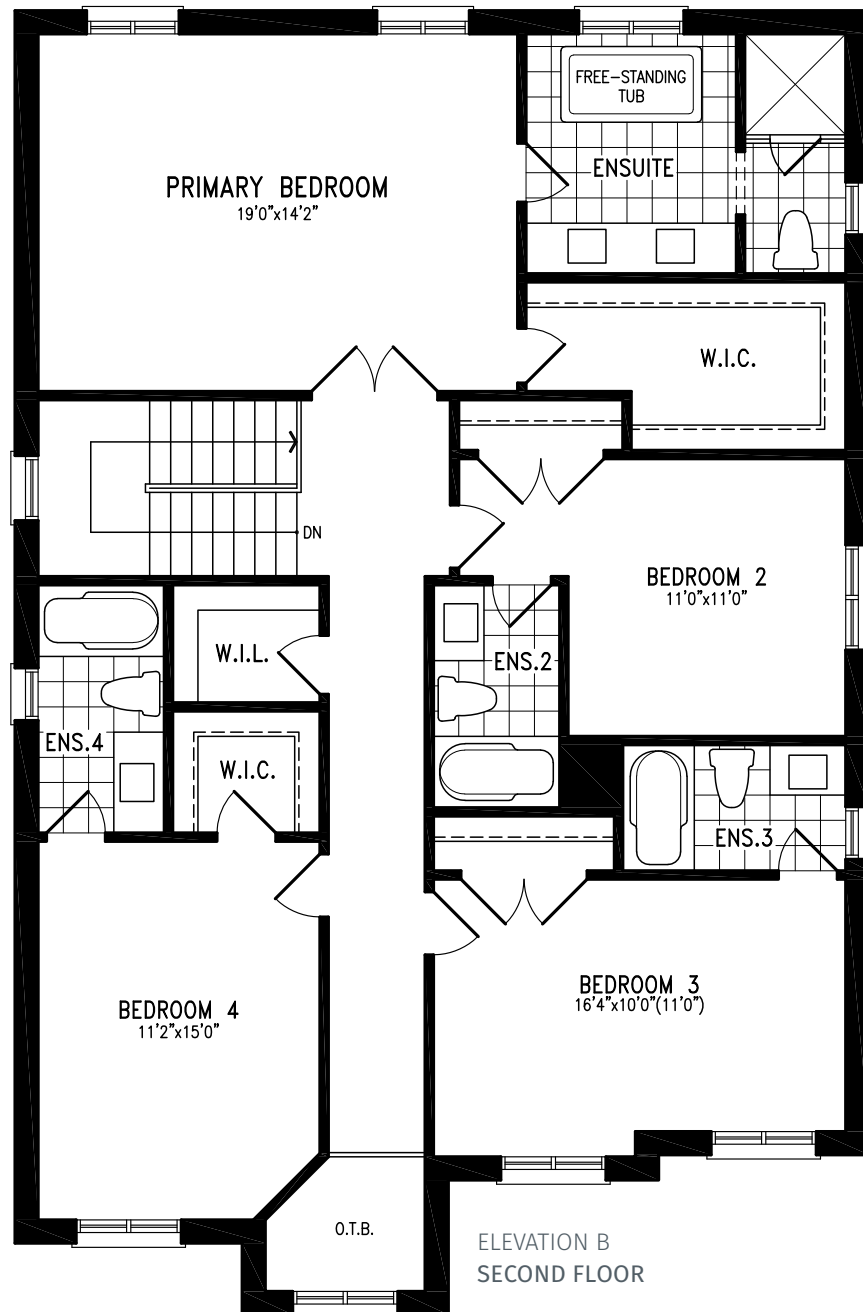 FREE-STANDING
TUB
ENSUITE
PRIMARY BEDROOM
19'0"x14'2"
W.I.C.
DN
BEDROOM 2
11'0"x11'0"
W.I.L.
ENS.2
ENS.4
W.I.C.
ENS.3
BEDROOM 3
16'4"x10'0"(11'0")
BEDROOM 4
11'2"x15'0"
O.T.B.
ELEVATION B
SECOND FLOOR